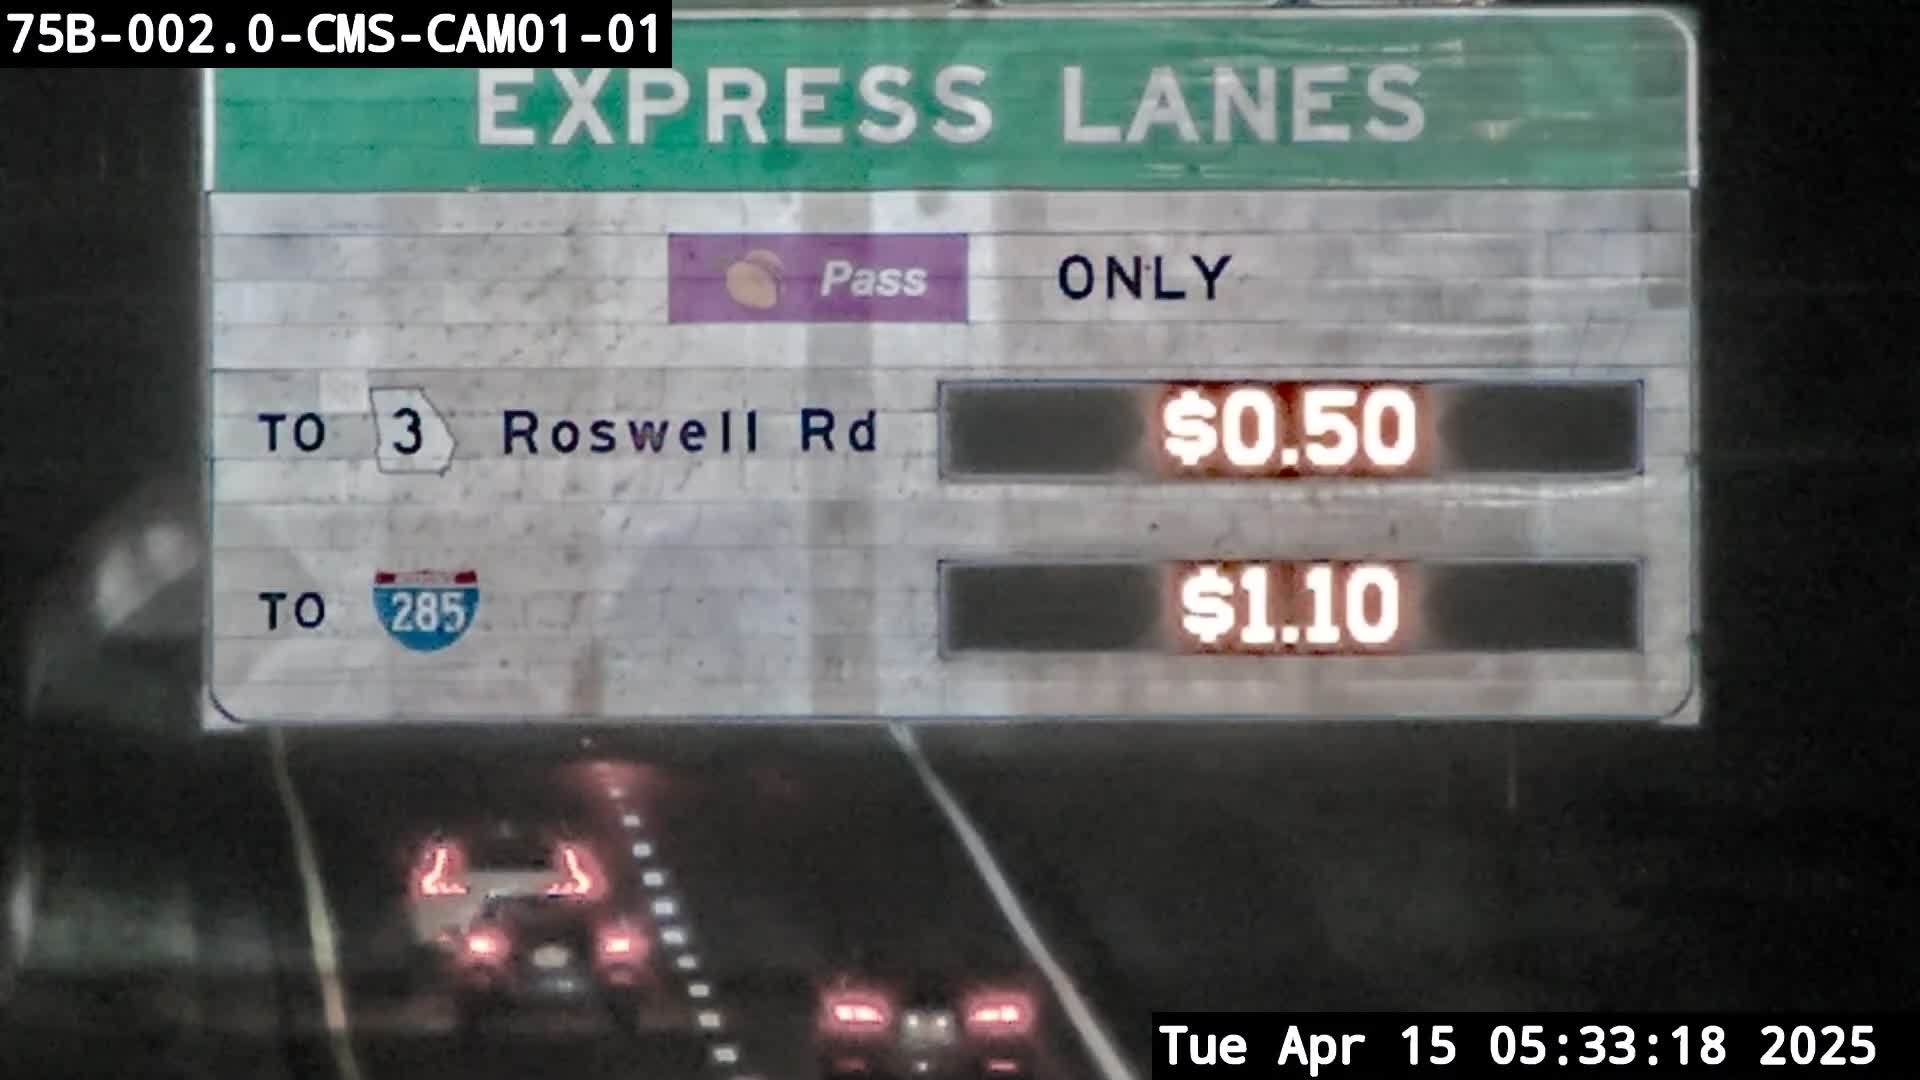 75B-002.0-CMS-CAM01-01
EXPRESS LANES
Pass ONLY
TO 3 Roswell Rd $0.50
TO 285 $1.10
Tue Apr 15 05:33:18 2025